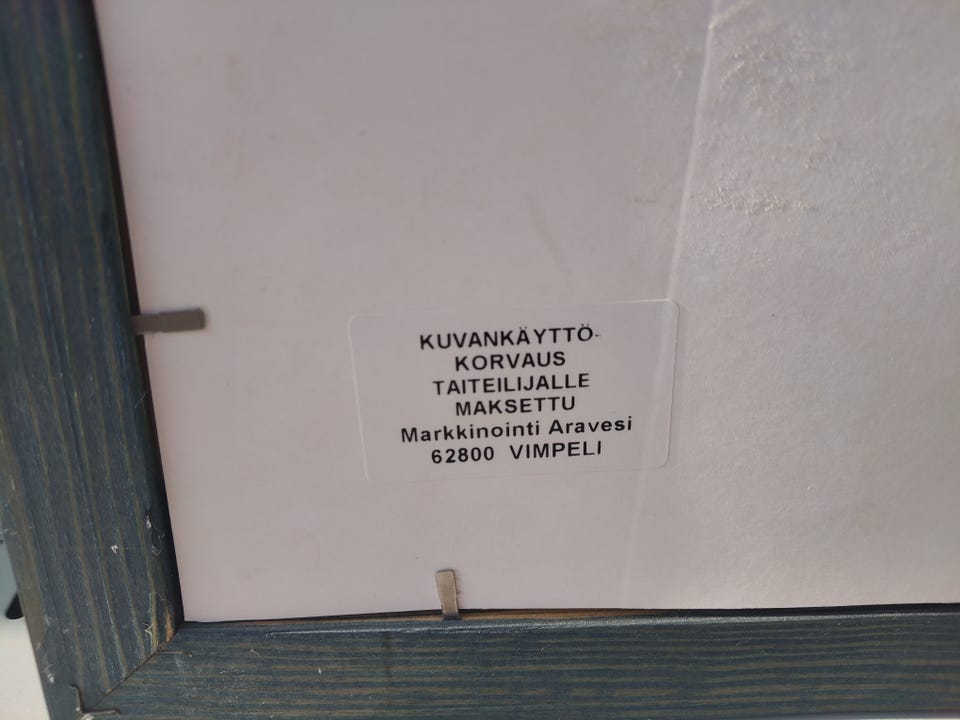 KUVANKÄYTTÖ-
KORVAUS
TAITEILIJALLE
MAKSETTU
Markkinointi Aravesi
62800 VIMPELI